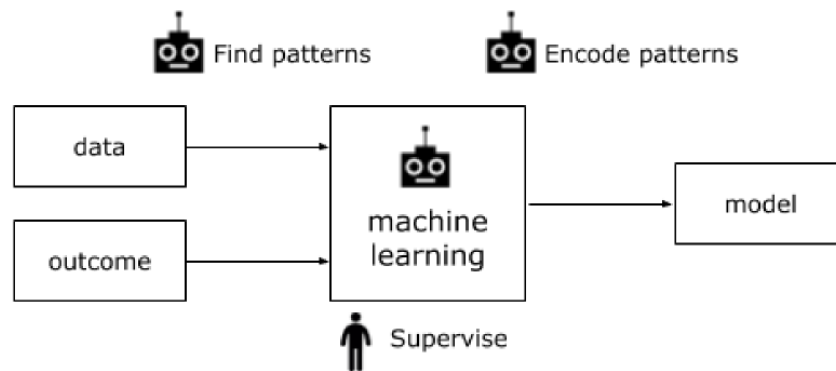 Find patterns
Encode patterns
data
machine
learning
outcome
model
Supervise